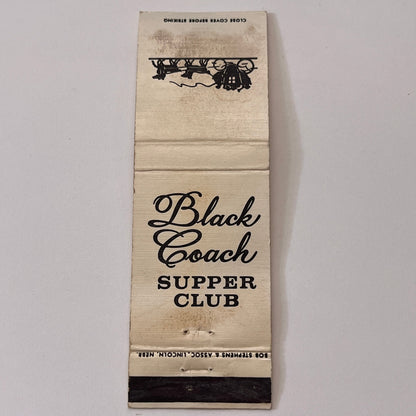 CLOSE COVER BEFORE STRIKING
Black
Coach
SUPPER
CLUB
BOB STEPHENS & ASSOC., LINCOLN, NEBR